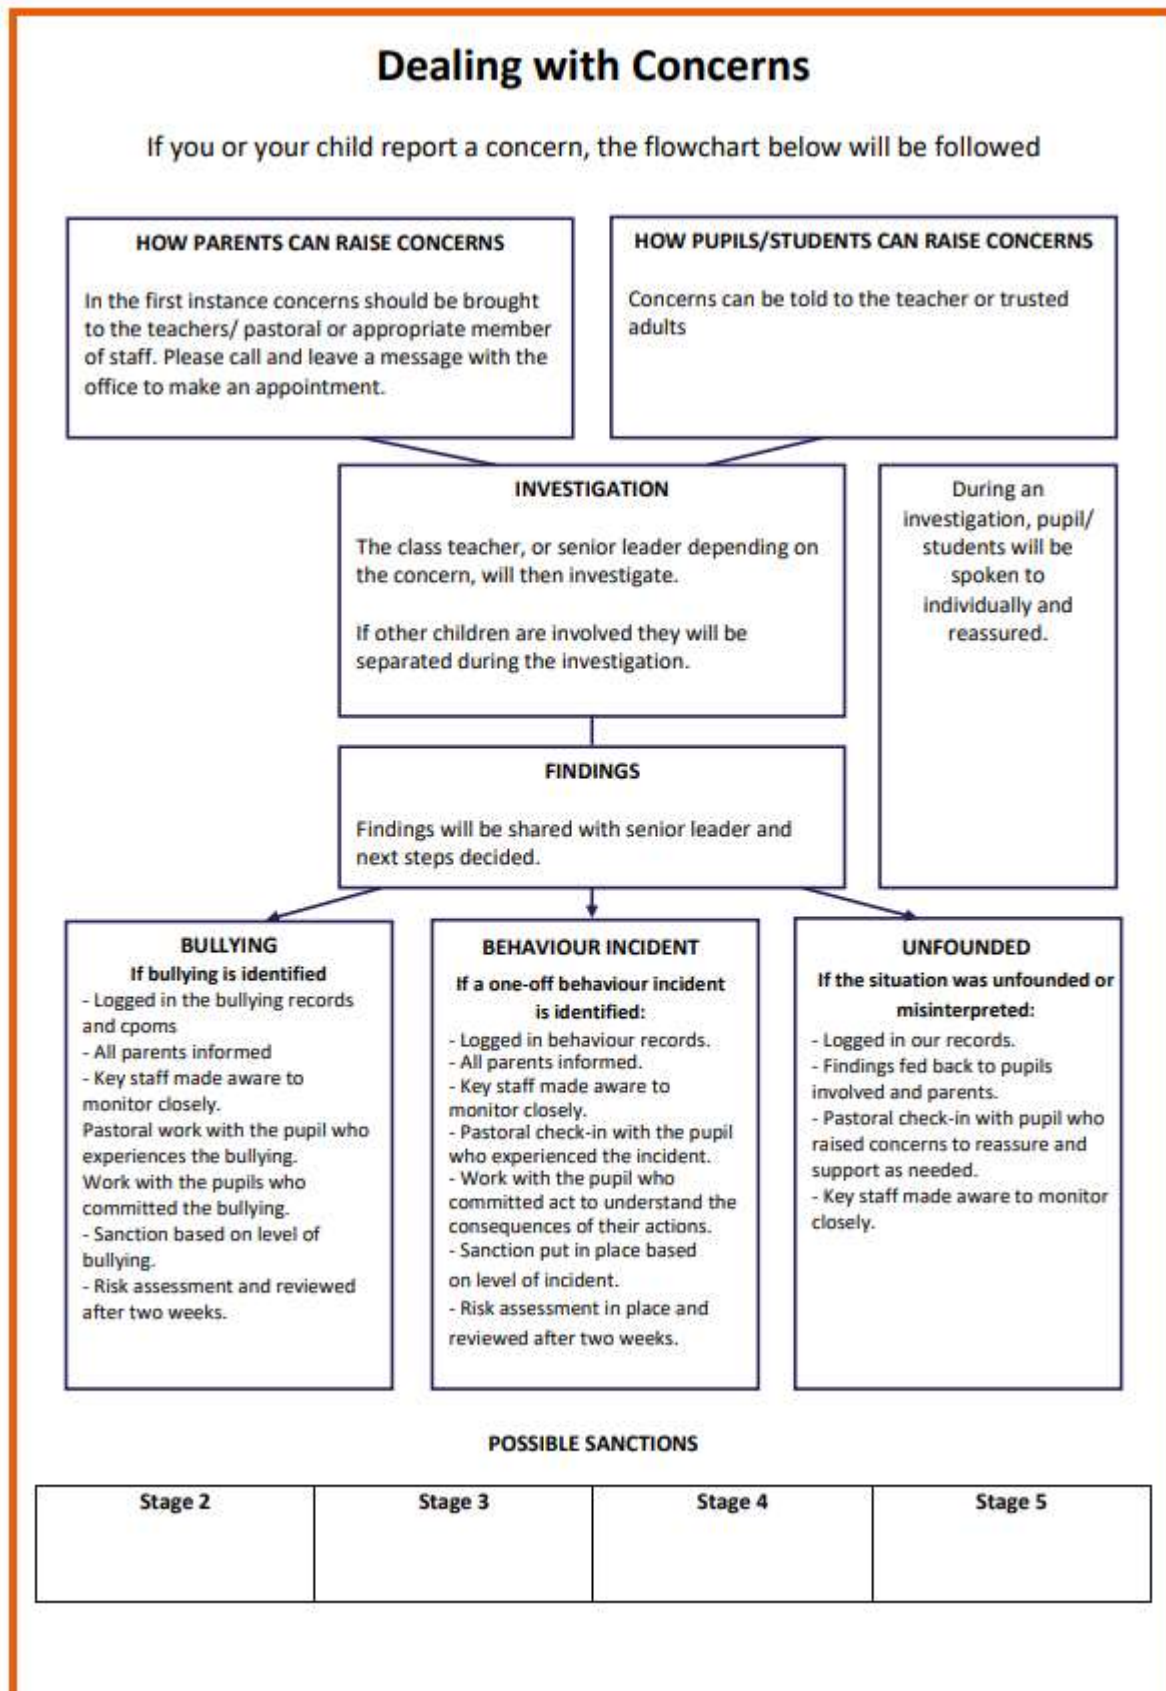 Dealing with Concerns
If you or your child report a concern, the flowchart below will be followed
HOW PARENTS CAN RAISE CONCERNS
In the first instance concerns should be brought
to the teachers/ pastoral or appropriate member
of staff. Please call and leave a message with the
office to make an appointment.
HOW PUPILS/STUDENTS CAN RAISE CONCERNS
Concerns can be told to the teacher or trusted
adults
INVESTIGATION
The class teacher, or senior leader depending on
the concern, will then investigate.
If other children are involved they will be
separated during the investigation.
During an
investigation, pupil/
students will be
spoken to
individually and
reassured.
FINDINGS
Findings will be shared with senior leader and
next steps decided.
BULLYING
If bullying is identified
- Logged in the bullying records
and cpoms
- All parents informed
- Key staff made aware to
monitor closely.
Pastoral work with the pupil who
experiences the bullying.
Work with the pupils who
committed the bullying.
- Sanction based on level of
bullying.
- Risk assessment and reviewed
after two weeks.
BEHAVIOUR INCIDENT
If a one-off behaviour incident
is identified:
- Logged in behaviour records.
- All parents informed.
- Key staff made aware to
monitor closely.
- Pastoral check-in with the pupil
who experienced the incident.
- Work with the pupil who
committed act to understand the
consequences of their actions.
- Sanction put in place based
on level of incident.
- Risk assessment in place and
reviewed after two weeks.
UNFOUNDED
If the situation was unfounded or
misinterpreted:
- Logged in our records.
- Findings fed back to pupils
involved and parents.
- Pastoral check-in with pupil who
raised concerns to reassure and
support as needed.
- Key staff made aware to monitor
closely.
POSSIBLE SANCTIONS
Stage 2
Stage 3
Stage 4
Stage 5